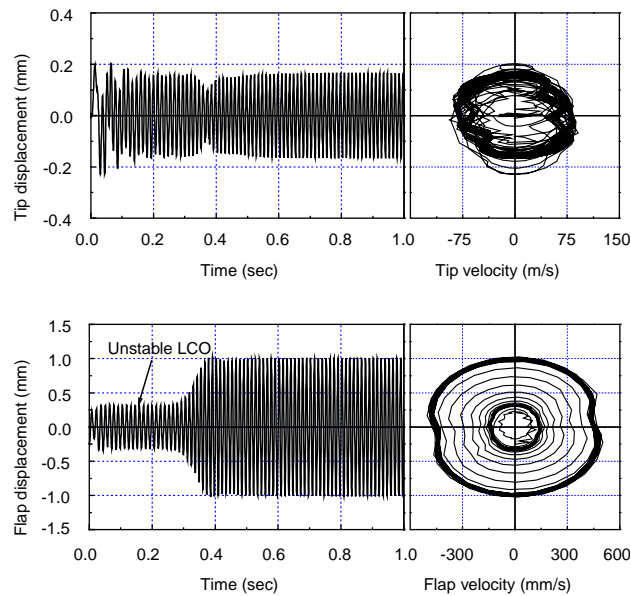 0.4
0.2
0.0
-0.2
-0.4
Tip displacement (mm)
0.0 0.2 0.4 0.6 0.8 1.0
Time (sec)
-75 0 75 150
Tip velocity (m/s)
1.5
1.0
0.5
0.0
-0.5
-1.0
-1.5
Flap displacement (mm)
Unstable LCO
0.0 0.2 0.4 0.6 0.8 1.0
Time (sec)
-300 0 300 600
Flap velocity (mm/s)